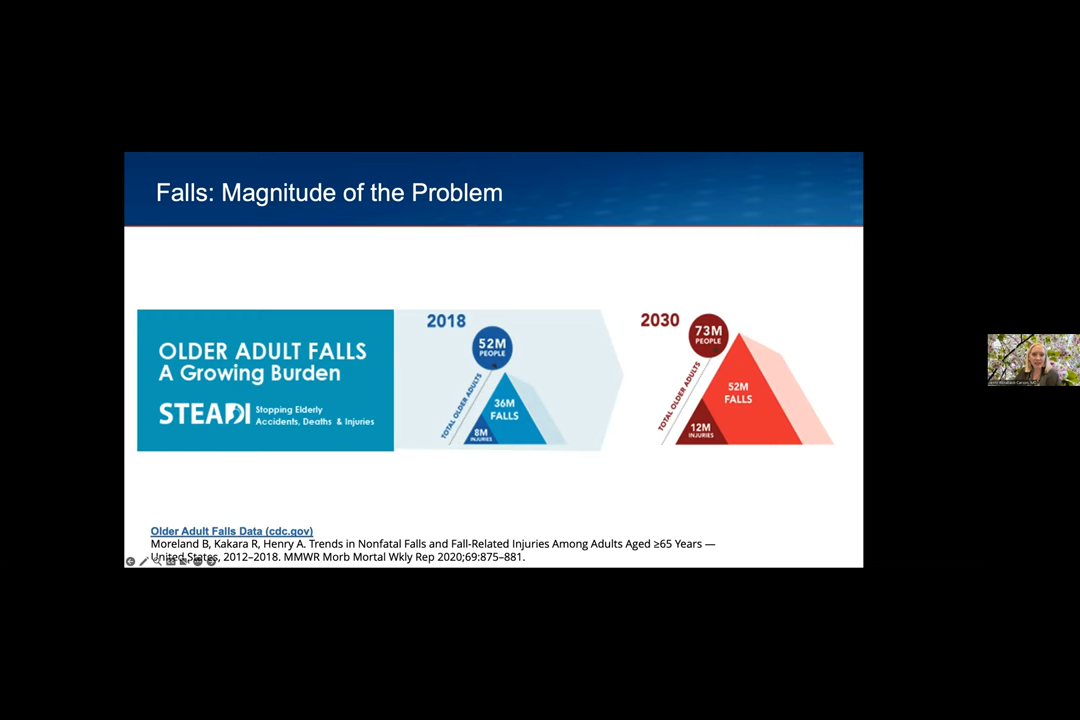 Falls: Magnitude of the Problem
OLDER ADULT FALLS
A Growing Burden
STEADI
Stopping Elderly
Accidents, Deaths & Injuries
2018
52M
PEOPLE
TOTAL OLDER ADULTS
36M
FALLS
8M
INJURIES
2030
73M
PEOPLE
TOTAL OLDER ADULTS
52M
FALLS
12M
INJURIES
Older Adult Falls Data (cdc.gov)
Moreland B, Kakara R, Henry A. Trends in Nonfatal Falls and Fall-Related Injuries Among Adults Aged ≥65 Years —
United States, 2012–2018. MMWR Morb Mortal Wkly Rep 2020;69:875–881.